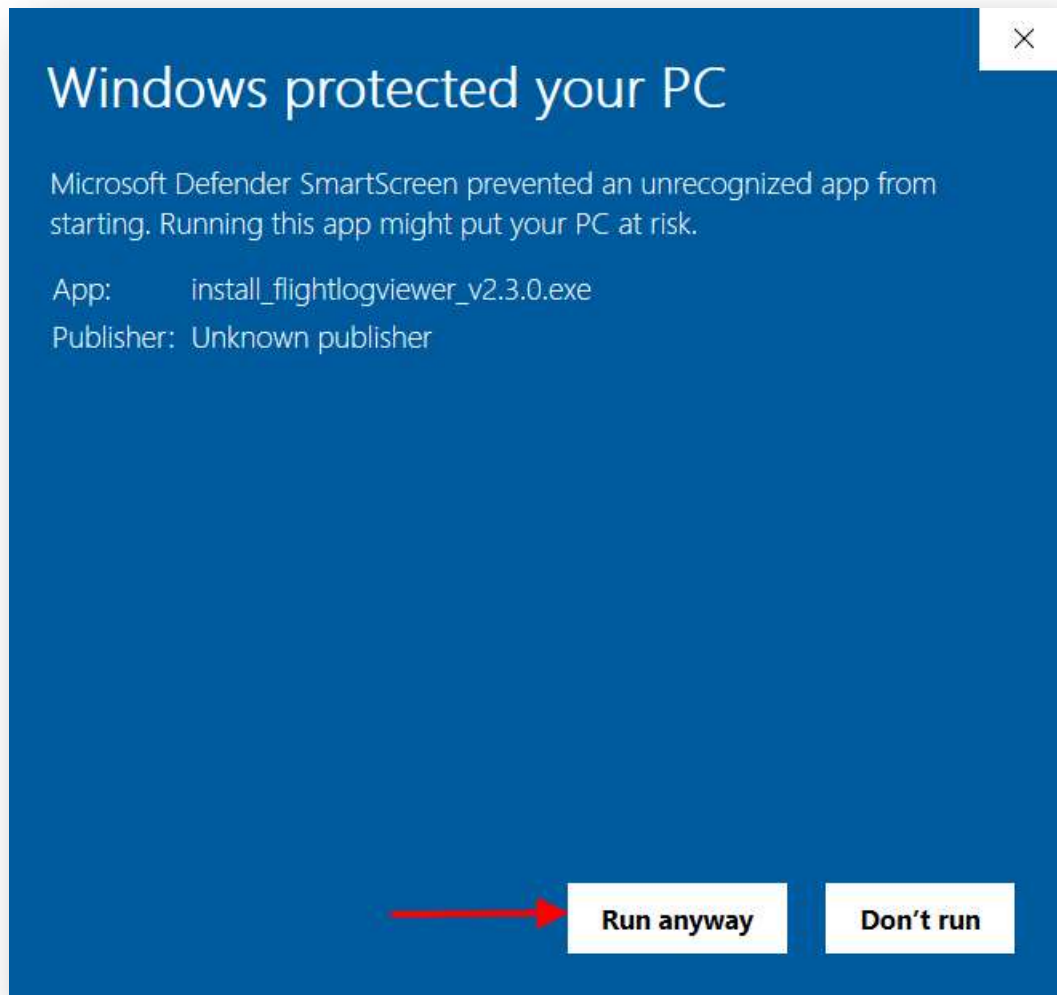 Windows protected your PC
Microsoft Defender SmartScreen prevented an unrecognized app from
starting. Running this app might put your PC at risk.
App: install_flightlogviewer_v2.3.0.exe
Publisher: Unknown publisher
Run anyway Don’t run